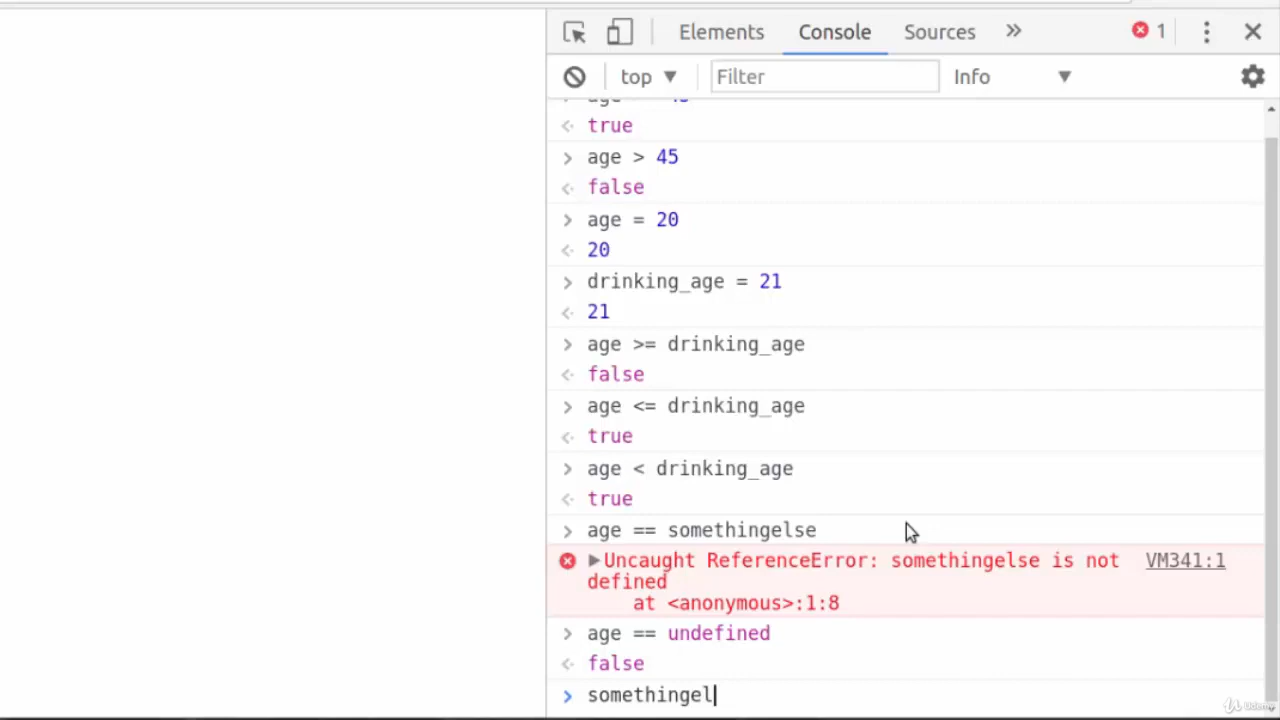 Elements Console Sources » 1
top ▼ Filter Info ▼
true
> age > 45
false
> age = 20
20
> drinking_age = 21
21
> age >= drinking_age
false
> age <= drinking_age
true
> age < drinking_age
true
> age == somethingelse
▶Uncaught ReferenceError: somethingelse is not VM341:1
defined
at <anonymous>:1:8
> age == undefined
false
> somethingel
Udemy